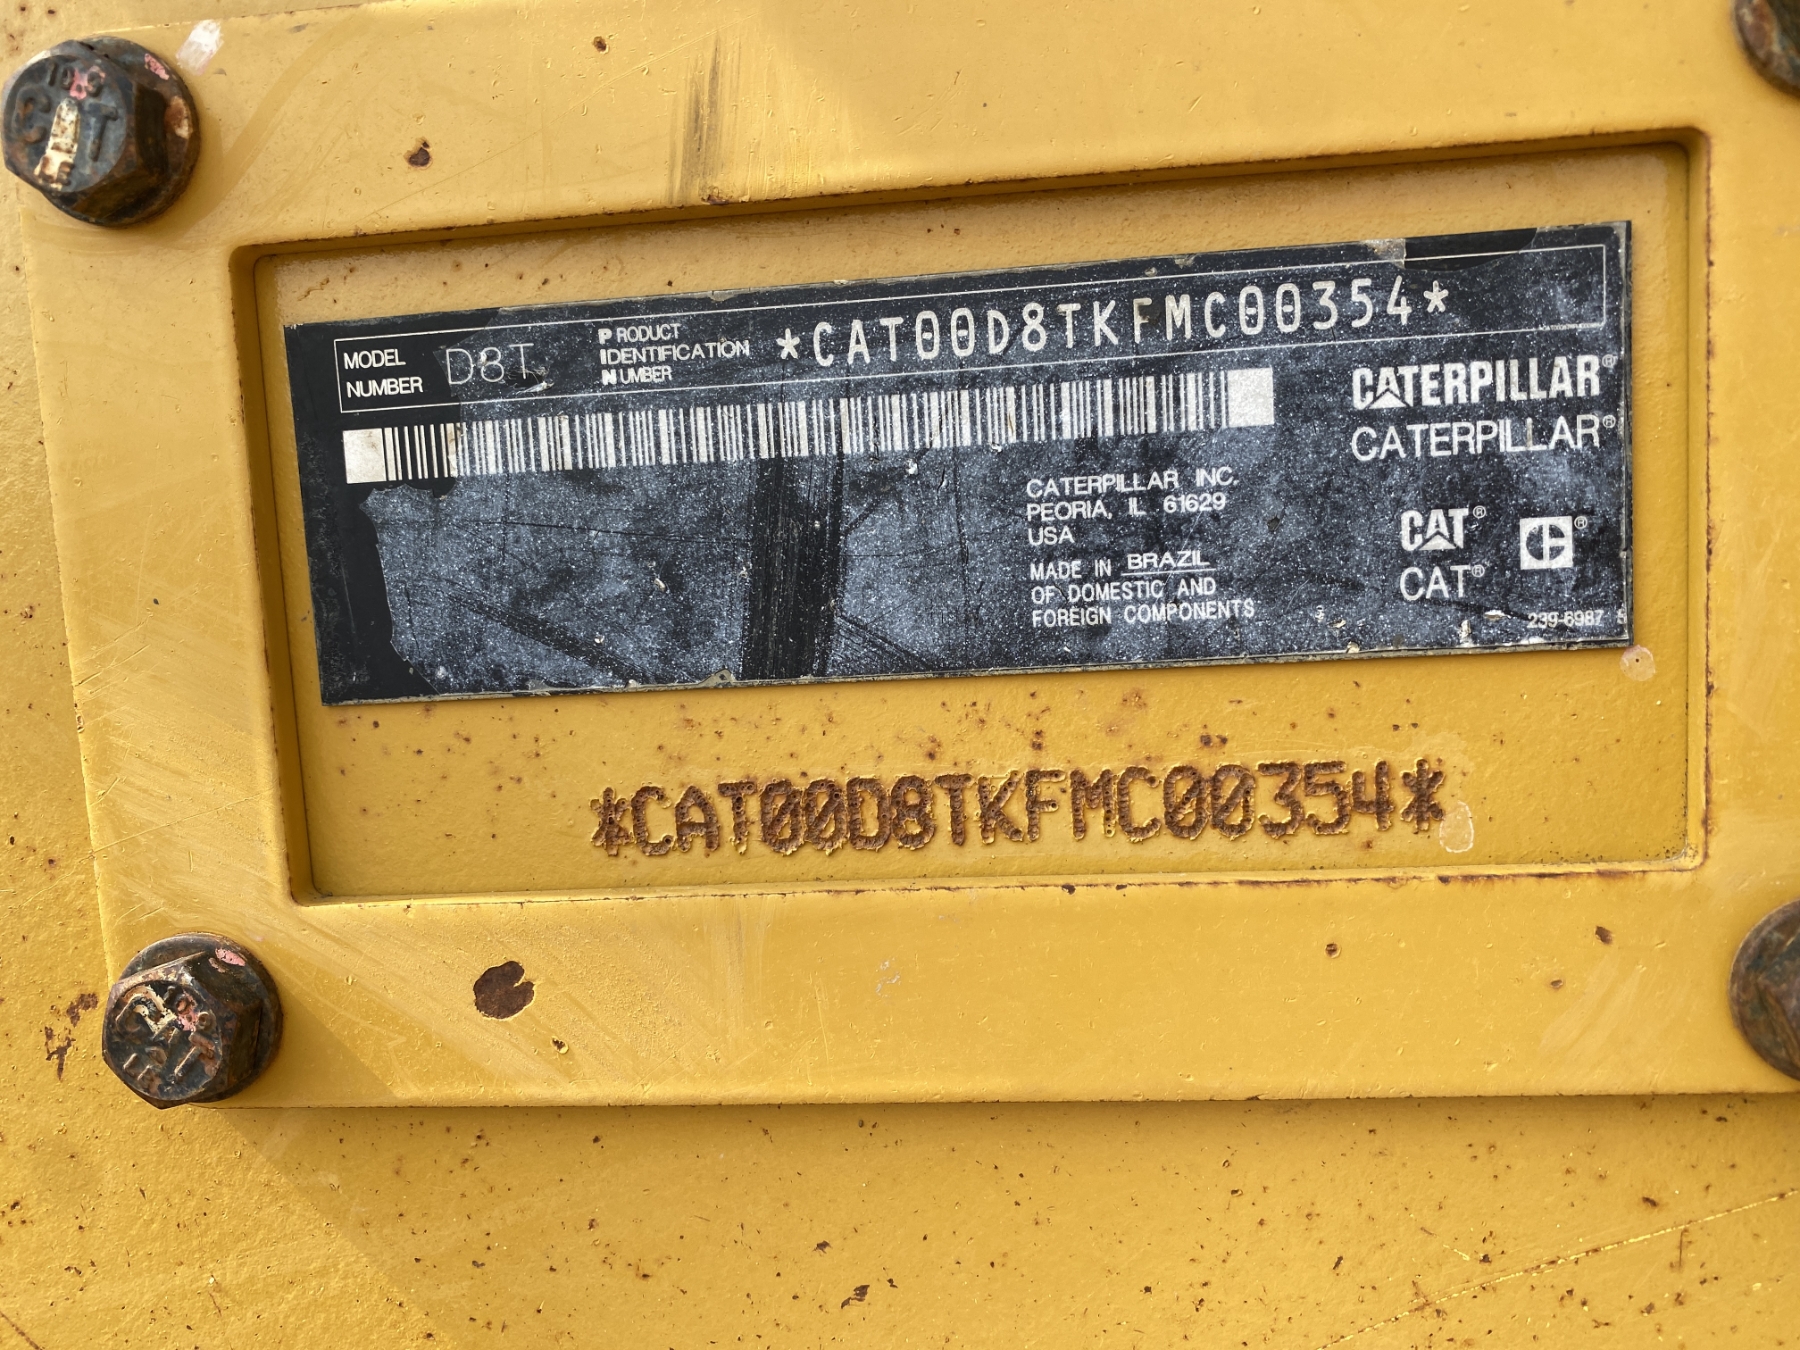 MODEL NUMBER D8T
PRODUCT IDENTIFICATION NUMBER *CAT00D8TKFMC00354*
CATERPILLAR®
CATERPILLAR®
CATERPILLAR INC.
PEORIA, IL 61629
USA
MADE IN BRAZIL
OF DOMESTIC AND
FOREIGN COMPONENTS
CAT®
CAT®
239-6987 5
*CAT00D8TKFMC00354*